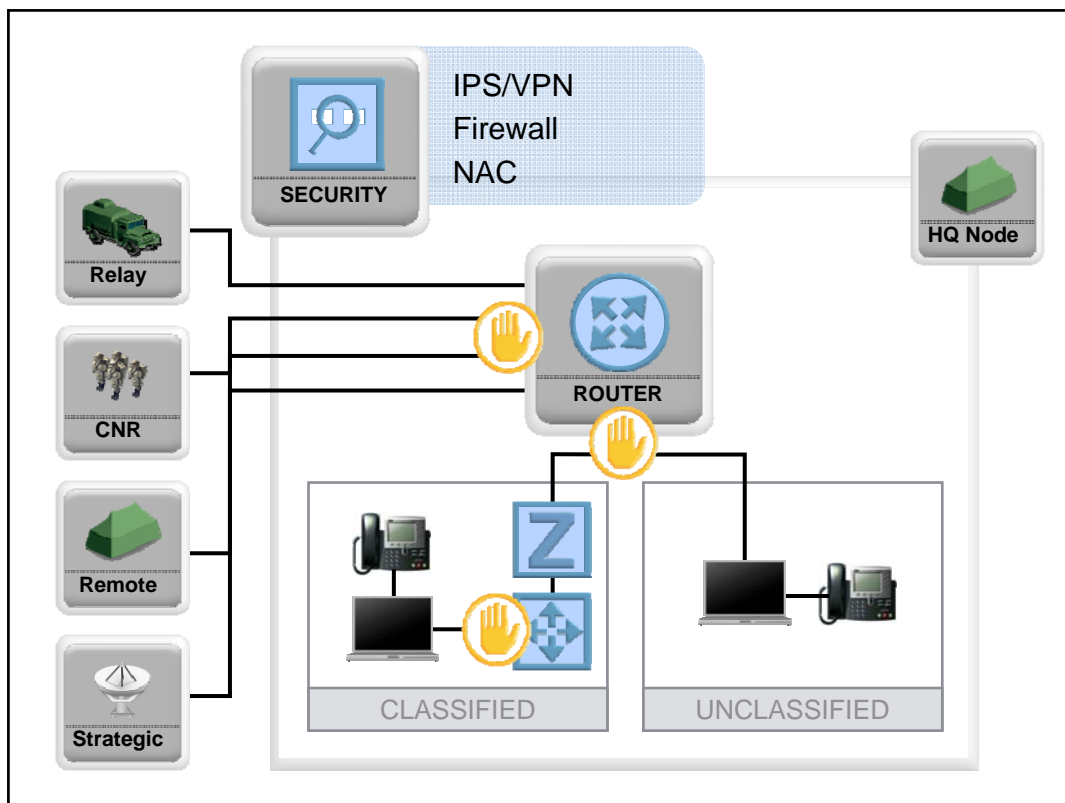 IPS/VPN
Firewall
NAC
SECURITY
HQ Node
Relay
CNR
Remote
Strategic
ROUTER
Z
CLASSIFIED
UNCLASSIFIED